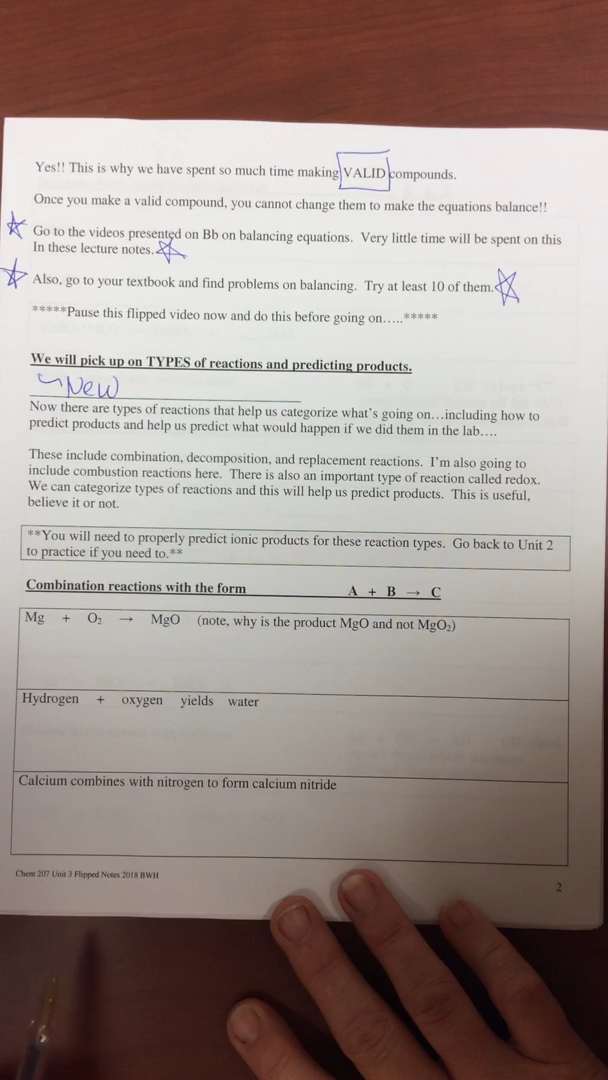 Yes!! This is why we have spent so much time making VALID compounds.
Once you make a valid compound, you cannot change them to make the equations balance!!
Go to the videos presented on Bb on balancing equations. Very little time will be spent on this
In these lecture notes.
Also, go to your textbook and find problems on balancing. Try at least 10 of them.
*****Pause this flipped video now and do this before going on…..*****
We will pick up on TYPES of reactions and predicting products.
New
Now there are types of reactions that help us categorize what's going on…including how to
predict products and help us predict what would happen if we did them in the lab….
These include combination, decomposition, and replacement reactions. I'm also going to
include combustion reactions here. There is also an important type of reaction called redox.
We can categorize types of reactions and this will help us predict products. This is useful,
believe it or not.
**You will need to properly predict ionic products for these reaction types. Go back to Unit 2
to practice if you need to.**
Combination reactions with the form A + B → C
Mg + O₂ → MgO (note, why is the product MgO and not MgO₂)
Hydrogen + oxygen yields water
Calcium combines with nitrogen to form calcium nitride
Chem 207 Unit 3 Flipped Notes 2018 BWH
2